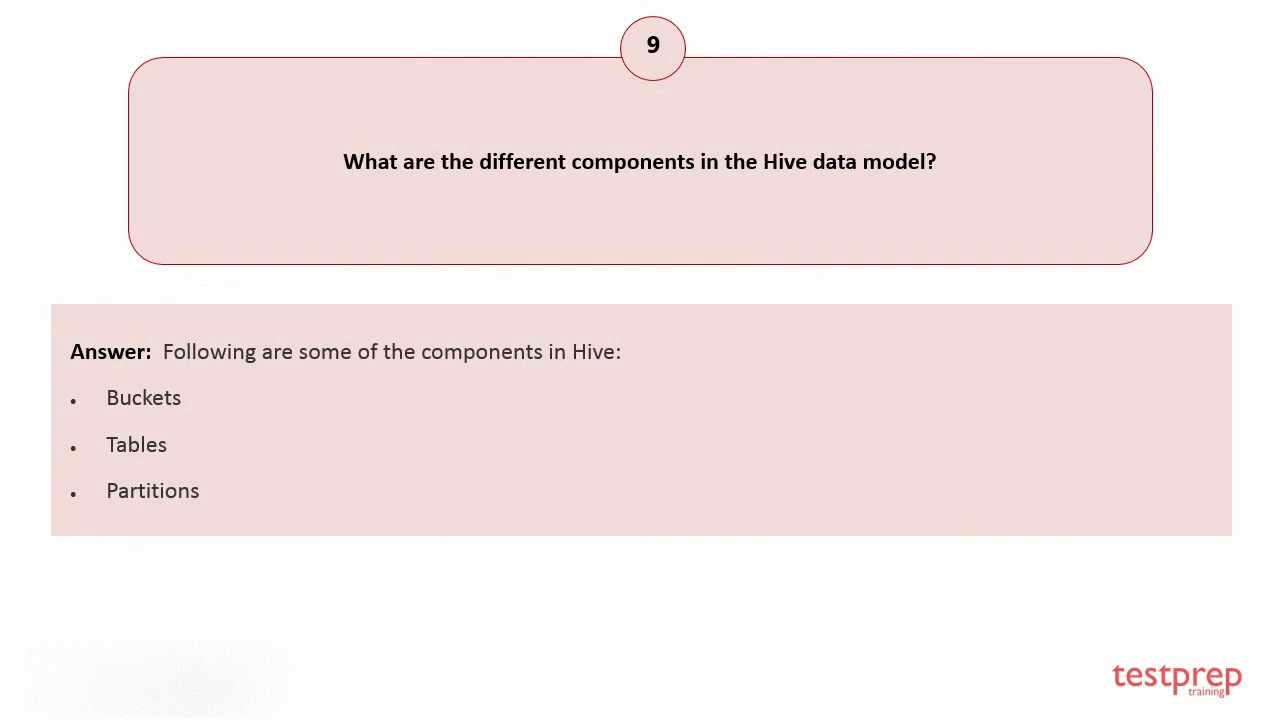 9
What are the different components in the Hive data model?
Answer: Following are some of the components in Hive:
• Buckets
• Tables
• Partitions
testprep
training